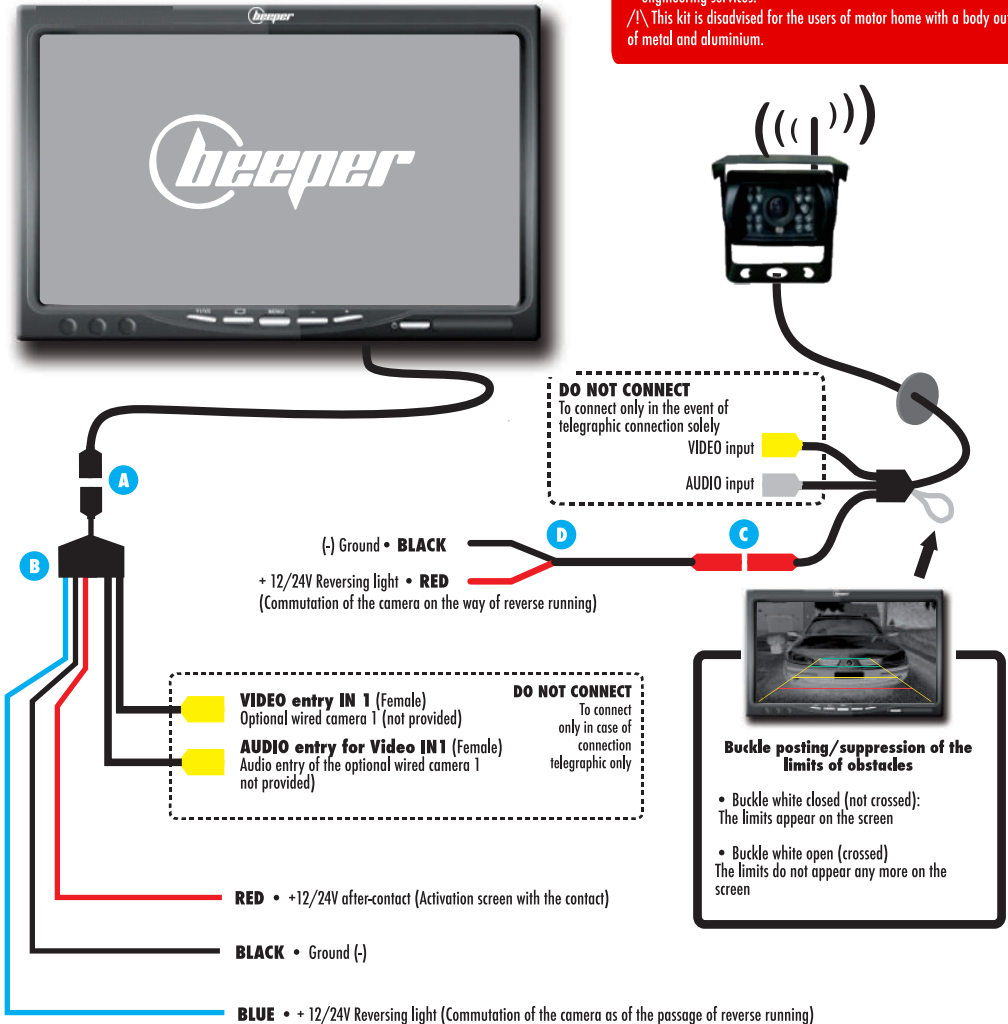 beeper
engineering services.
/!\ This kit is disadvised for the users of motor home with a body ou
of metal and aluminium.
beeper
MENU
- +
DO NOT CONNECT
To connect only in the event of
telegraphic connection solely
VIDEO input
AUDIO input
A
B
C
D
(-) Ground • BLACK
+ 12/24V Reversing light • RED
(Commutation of the camera on the way of reverse running)
VIDEO entry IN 1 (Female)
Optional wired camera 1 (not provided)
AUDIO entry for Video IN1 (Female)
Audio entry of the optional wired camera 1
not provided)
DO NOT CONNECT
To connect
only in case of
connection
telegraphic only
Buckle posting/suppression of the
limits of obstacles
• Buckle white closed (not crossed):
The limits appear on the screen
• Buckle white open (crossed)
The limits do not appear any more on the
screen
RED • +12/24V after-contact (Activation screen with the contact)
BLACK • Ground (-)
BLUE • + 12/24V Reversing light (Commutation of the camera as of the passage of reverse running)